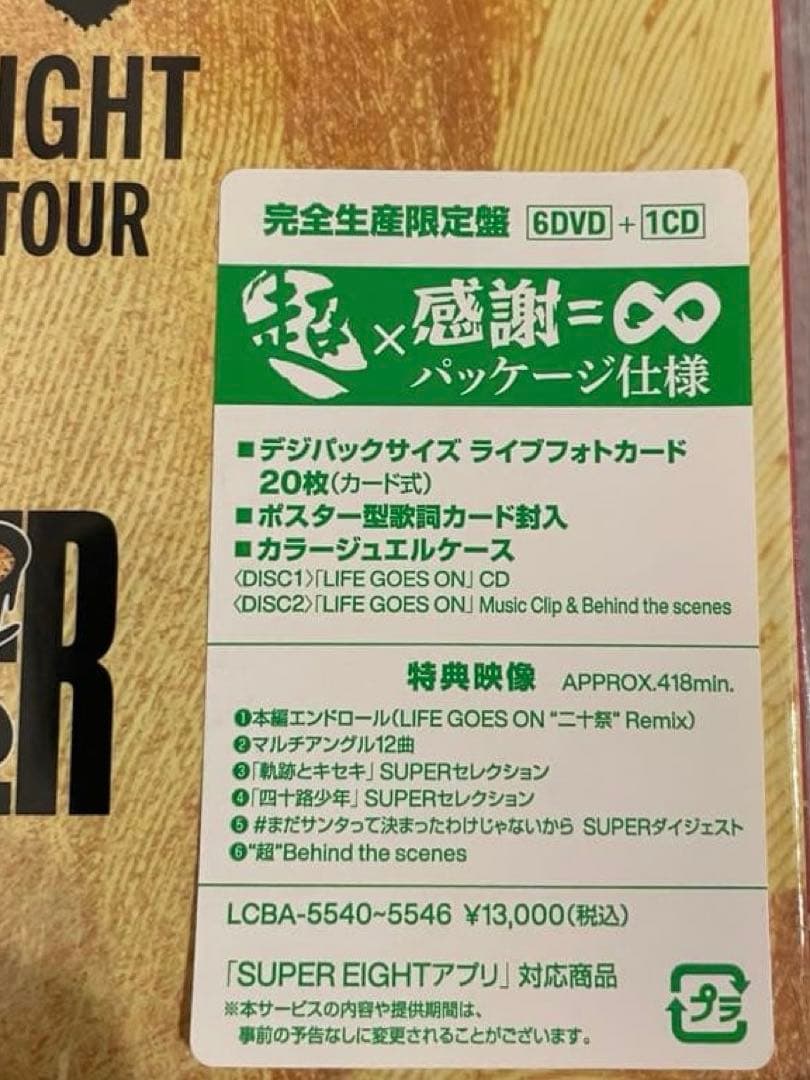 IGHT
TOUR
ER
完全生産限定盤 6DVD + 1CD
超×感謝=∞
パッケージ仕様
■デジパックサイズ ライブフォトカード
20枚(カード式)
■ポスター型歌詞カード封入
■カラージュエルケース
〈DISC1〉「LIFE GOES ON」CD
〈DISC2〉「LIFE GOES ON」Music Clip & Behind the scenes
特典映像 APPROX.418min.
❶本編エンドロール(LIFE GOES ON "二十祭" Remix)
❷マルチアングル12曲
❸「軌跡とキセキ」SUPERセレクション
❹「四十路少年」SUPERセレクション
❺#まだサンタって決まったわけじゃないから SUPERダイジェスト
❻"超"Behind the scenes
LCBA-5540~5546 ¥13,000(税込)
「SUPER EIGHTアプリ」対応商品
※本サービスの内容や提供期間は、
事前の予告なしに変更されることがございます。
プラ